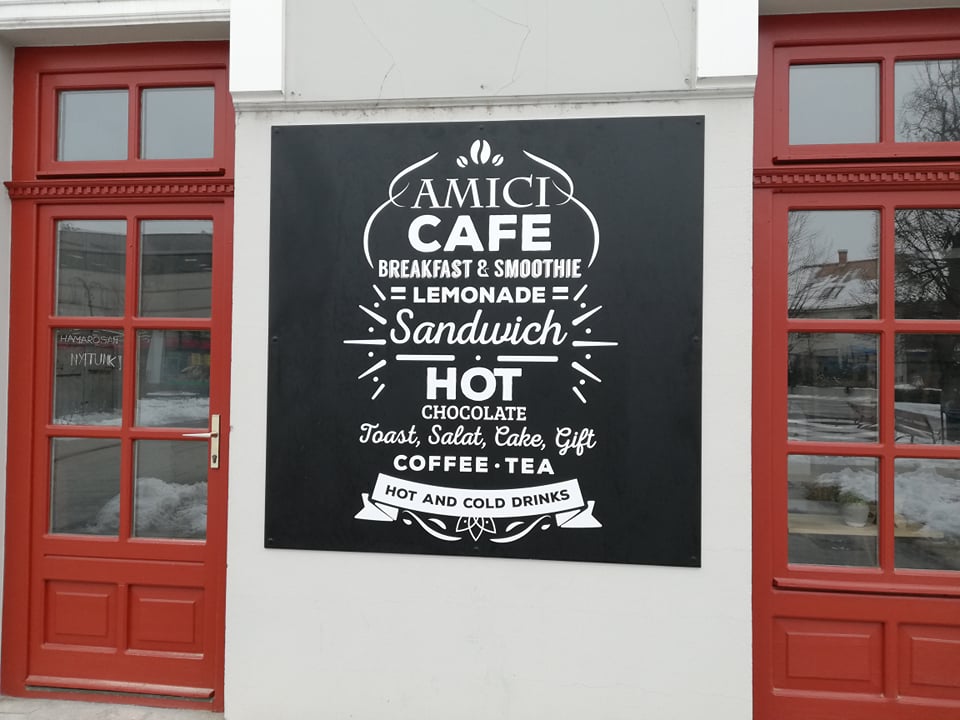 AMICI
CAFE
BREAKFAST & SMOOTHIE
= LEMONADE =
Sandwich
HOT
CHOCOLATE
Toast, Salat, Cake, Gift
COFFEE · TEA
HOT AND COLD DRINKS
HAMAROSAN
NYITUNK!